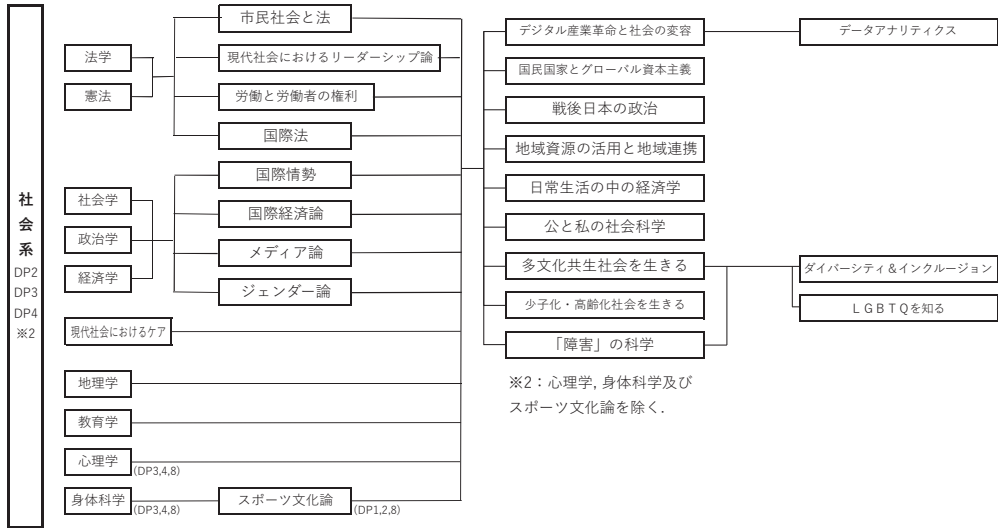 社会系
DP2
DP3
DP4
※2
法学
憲法
社会学
政治学
経済学
現代社会におけるケア
地理学
教育学
心理学
(DP3,4,8)
身体科学
(DP3,4,8)
市民社会と法
現代社会におけるリーダーシップ論
労働と労働者の権利
国際法
国際情勢
国際経済論
メディア論
ジェンダー論
スポーツ文化論
(DP1,2,8)
デジタル産業革命と社会の変容
国民国家とグローバル資本主義
戦後日本の政治
地域資源の活用と地域連携
日常生活の中の経済学
公と私の社会科学
多文化共生社会を生きる
少子化・高齢化社会を生きる
「障害」の科学
※2：心理学, 身体科学及び
スポーツ文化論を除く.
データアナリティクス
ダイバーシティ＆インクルージョン
ＬＧＢＴＱを知る